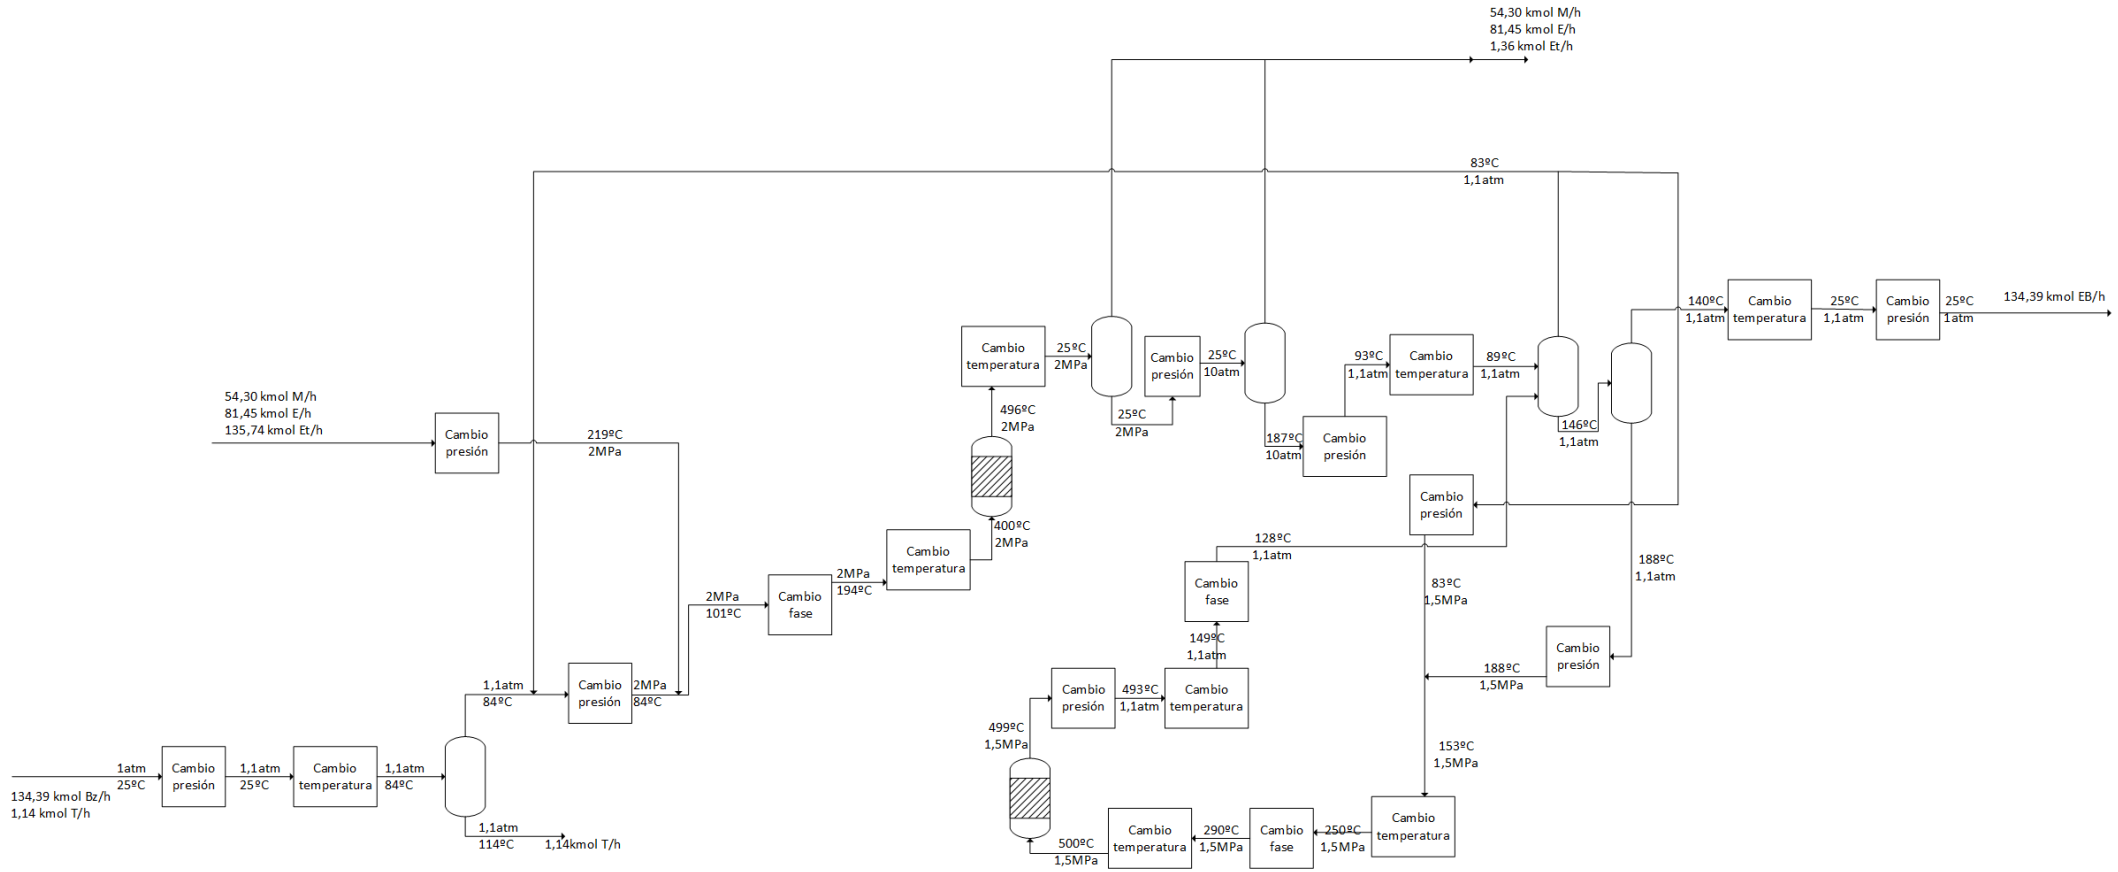 54,30 kmol M/h
81,45 kmol E/h
1,36 kmol Et/h
83ºC
1,1atm
140ºC
1,1atm
Cambio
temperatura
25ºC
1,1atm
Cambio
presión
25ºC
1atm
134,39 kmol EB/h
Cambio
temperatura
25ºC
2MPa
Cambio
presión
25ºC
10atm
93ºC
1,1atm
Cambio
temperatura
89ºC
1,1atm
54,30 kmol M/h
81,45 kmol E/h
135,74 kmol Et/h
Cambio
presión
219ºC
2MPa
496ºC
2MPa
25ºC
2MPa
187ºC
10atm
Cambio
presión
146ºC
1,1atm
Cambio
presión
400ºC
2MPa
Cambio
temperatura
2MPa
194ºC
Cambio
fase
2MPa
101ºC
128ºC
1,1atm
Cambio
fase
83ºC
1,5MPa
188ºC
1,1atm
149ºC
1,1atm
Cambio
presión
188ºC
1,5MPa
1,1atm
84ºC
Cambio
presión
2MPa
84ºC
Cambio
presión
493ºC
1,1atm
Cambio
temperatura
499ºC
1,5MPa
153ºC
1,5MPa
1atm
25ºC
134,39 kmol Bz/h
1,14 kmol T/h
Cambio
presión
1,1atm
25ºC
Cambio
temperatura
1,1atm
84ºC
1,1atm
114ºC
1,14kmol T/h
500ºC
1,5MPa
Cambio
temperatura
290ºC
1,5MPa
Cambio
fase
250ºC
1,5MPa
Cambio
temperatura